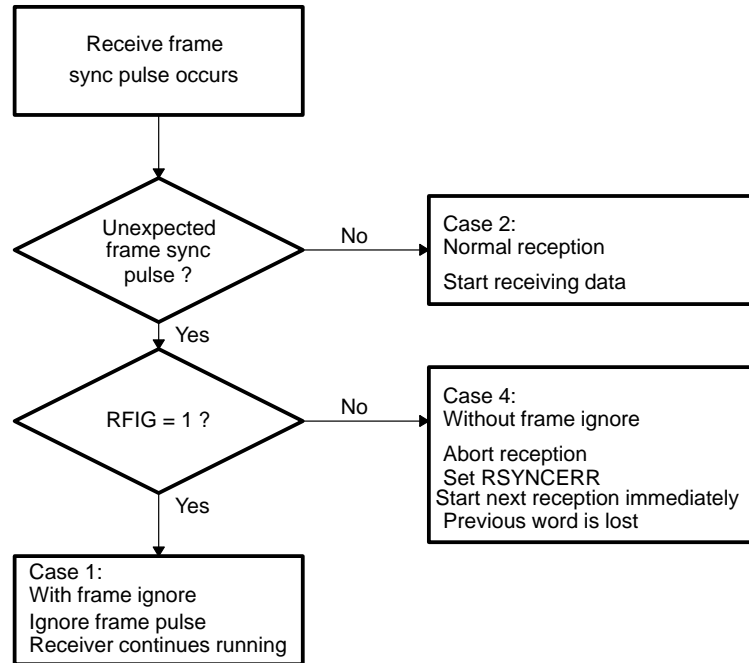 Receive frame
sync pulse occurs
Unexpected
frame sync
pulse ?
No
Case 2:
Normal reception
Start receiving data
Yes
RFIG = 1 ?
No
Case 4:
Without frame ignore
Abort reception
Set RSYNCERR
Start next reception immediately
Previous word is lost
Yes
Case 1:
With frame ignore
Ignore frame pulse
Receiver continues running